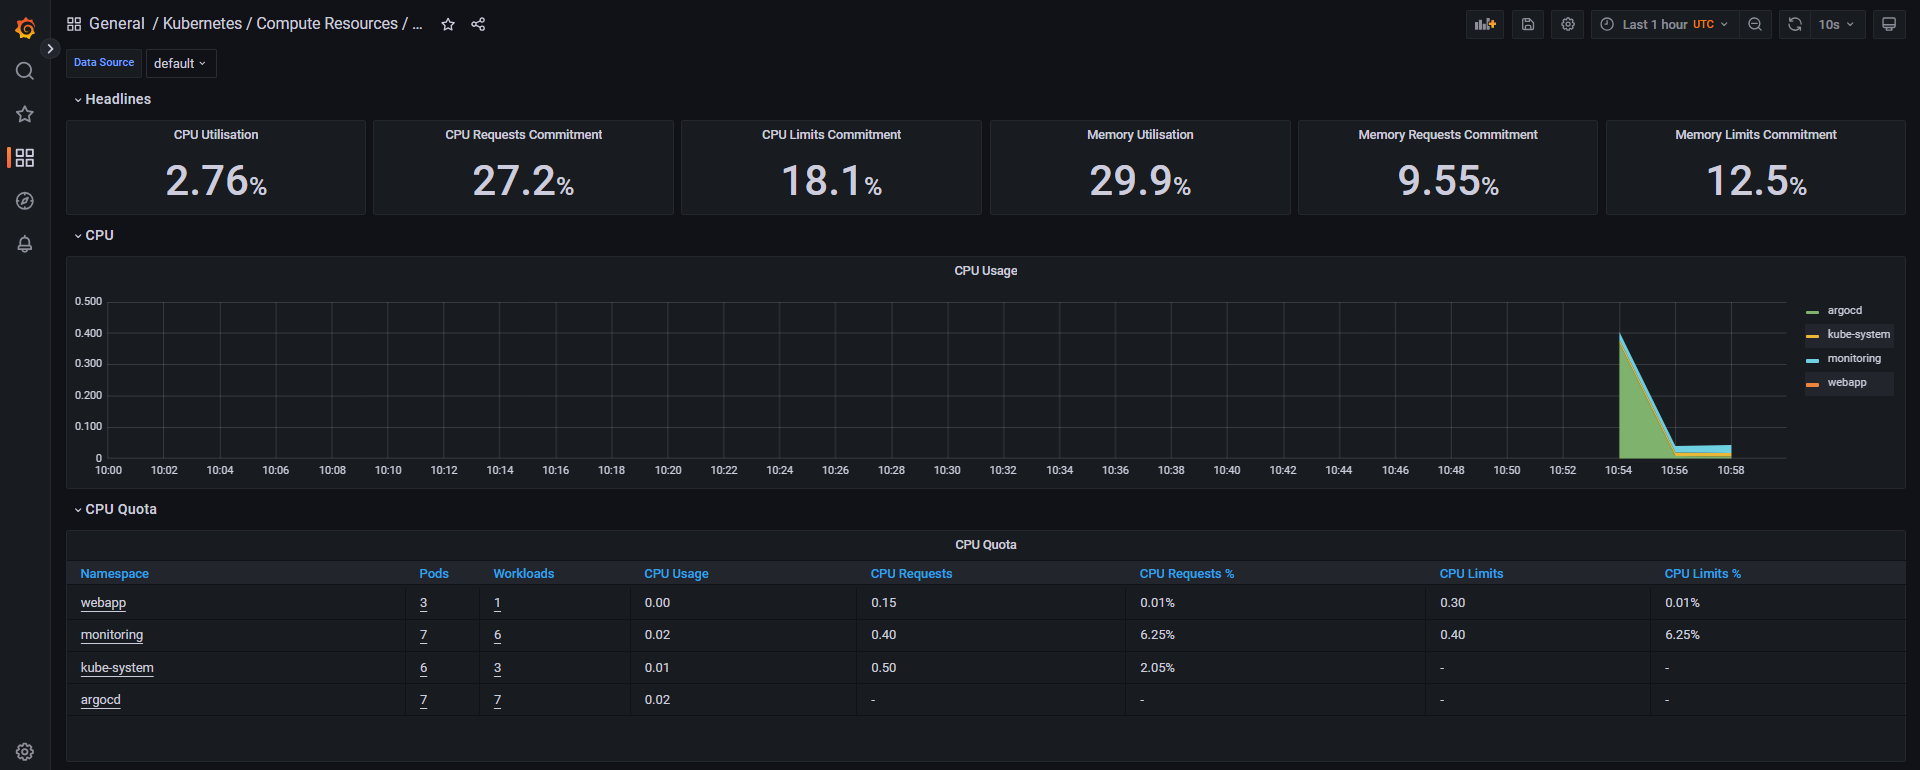 General / Kubernetes / Compute Resources / ...
Last 1 hour UTC
10s
Data Source
default
Headlines
CPU Utilisation
2.76%
CPU Requests Commitment
27.2%
CPU Limits Commitment
18.1%
Memory Utilisation
29.9%
Memory Requests Commitment
9.55%
Memory Limits Commitment
12.5%
CPU
CPU Usage
0.500
0.400
0.300
0.200
0.100
0
10:00 10:02 10:04 10:06 10:08 10:10 10:12 10:14 10:16 10:18 10:20 10:22 10:24 10:26 10:28 10:30 10:32 10:34 10:36 10:38 10:40 10:42 10:44 10:46 10:48 10:50 10:52 10:54 10:56 10:58
argocd
kube-system
monitoring
webapp
CPU Quota
CPU Quota
Namespace Pods Workloads CPU Usage CPU Requests CPU Requests % CPU Limits CPU Limits %
webapp 3 1 0.00 0.15 0.01% 0.30 0.01%
monitoring 7 6 0.02 0.40 6.25% 0.40 6.25%
kube-system 6 3 0.01 0.50 2.05% - -
argocd 7 7 0.02 - - - -